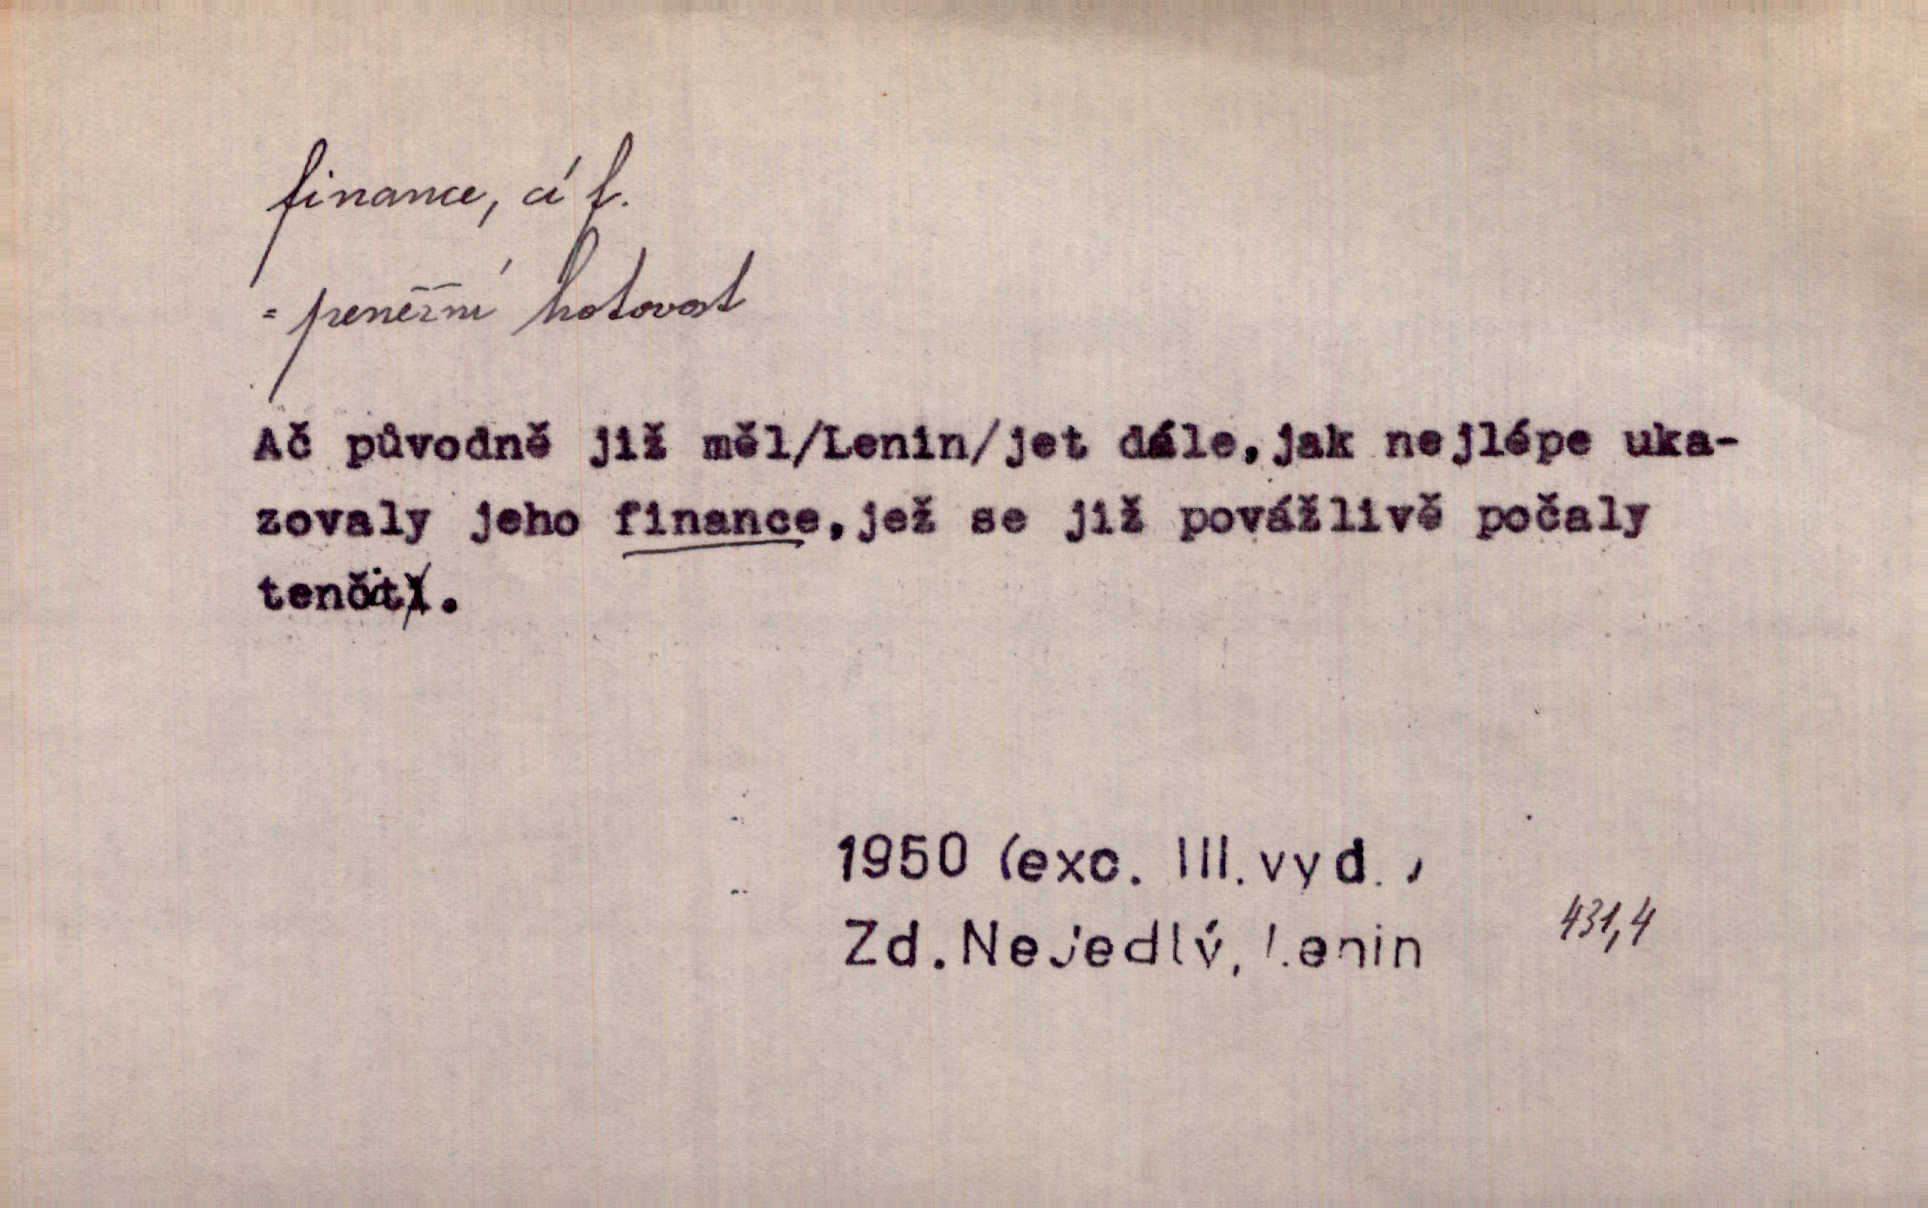 finance, cí f.
= peněžní hotovost
Ač původně již měl/Lenin/jet dále, jak nejlépe uka-
zovaly jeho finance, jež se již povážlivě počaly
tenčit.
1950 (exc. III. vyd.)
Zd. Nejedlý, Lenin
431,4